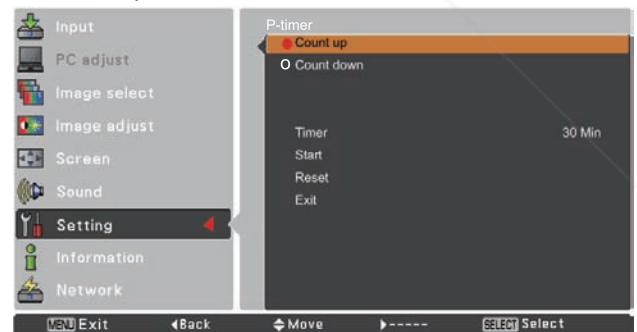 Input
PC adjust
Image select
Image adjust
Screen
Sound
Setting
Information
Network
P-timer
Count up
O Count down
Timer 30 Min
Start
Reset
Exit
MENU Exit Back Move ----- SELECT Select